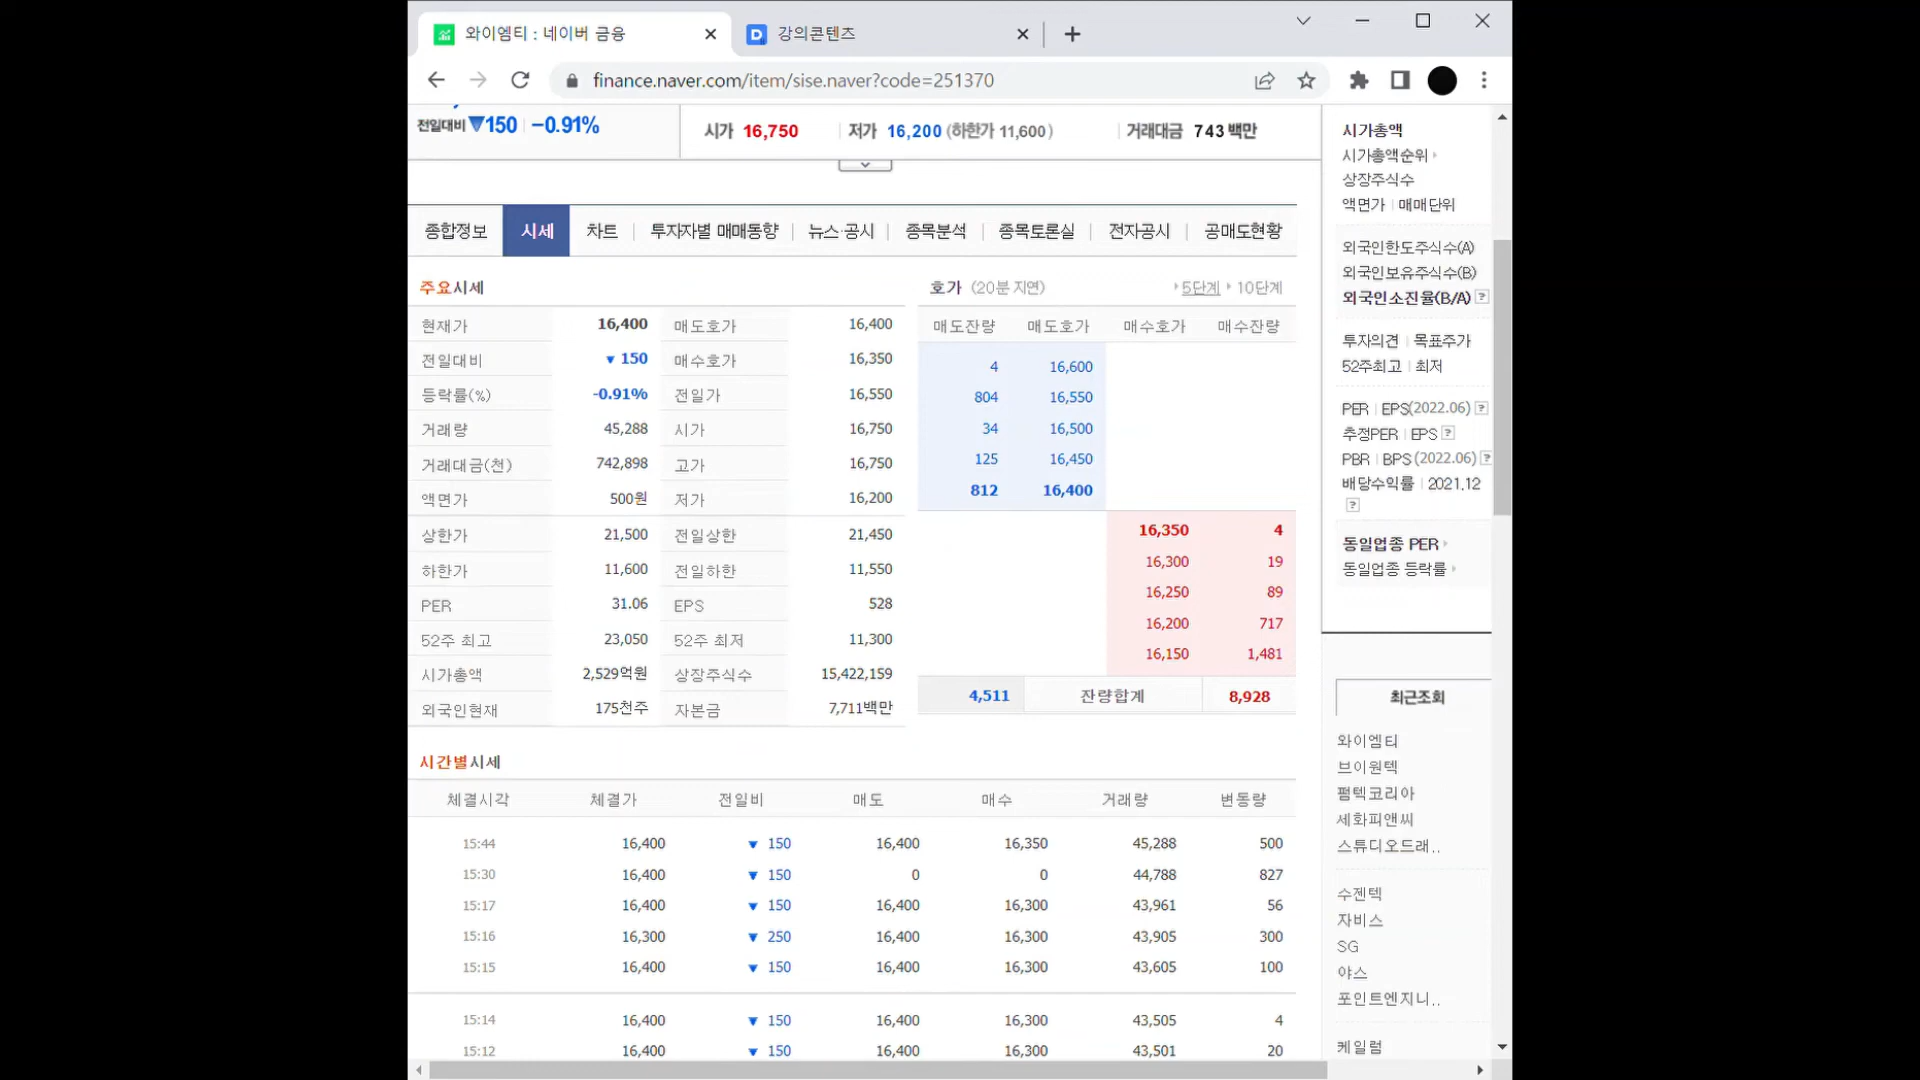 와이엠티 : 네이버 금융
강의콘텐츠
finance.naver.com/item/sise.naver?code=251370
전일대비 ▼150 -0.91%
시가 16,750 저가 16,200 (하한가 11,600) 거래대금 743 백만
종합정보 시세 차트 투자자별 매매동향 뉴스·공시 종목분석 종목토론실 전자공시 공매도현황
주요시세
현재가 16,400 매도호가 16,400
전일대비 ▼ 150 매수호가 16,350
등락률(%) -0.91% 전일가 16,550
거래량 45,288 시가 16,750
거래대금(천) 742,898 고가 16,750
액면가 500원 저가 16,200
상한가 21,500 전일상한 21,450
하한가 11,600 전일하한 11,550
PER 31.06 EPS 528
52주 최고 23,050 52주 최저 11,300
시가총액 2,529억원 상장주식수 15,422,159
외국인현재 175천주 자본금 7,711백만
호가 (20분 지연) 5단계 10단계
매도잔량 매도호가 매수호가 매수잔량
4 16,600
804 16,550
34 16,500
125 16,450
812 16,400
16,350 4
16,300 19
16,250 89
16,200 717
16,150 1,481
4,511 잔량합계 8,928
시간별시세
체결시각 체결가 전일비 매도 매수 거래량 변동량
15:44 16,400 ▼ 150 16,400 16,350 45,288 500
15:30 16,400 ▼ 150 0 0 44,788 827
15:17 16,400 ▼ 150 16,400 16,300 43,961 56
15:16 16,300 ▼ 250 16,400 16,300 43,905 300
15:15 16,400 ▼ 150 16,400 16,300 43,605 100
15:14 16,400 ▼ 150 16,400 16,300 43,505 4
15:12 16,400 ▼ 150 16,400 16,300 43,501 20
시가총액
시가총액순위
상장주식수
액면가 | 매매단위
외국인한도주식수(A)
외국인보유주식수(B)
외국인소진율(B/A) ?
투자의견 | 목표주가
52주최고 | 최저
PER | EPS(2022.06) ?
추정PER | EPS ?
PBR | BPS(2022.06) ?
배당수익률 | 2021.12
?
동일업종 PER
동일업종 등락률
최근조회
와이엠티
브이원텍
펌텍코리아
세화피앤씨
스튜디오드래..
수젠텍
자비스
SG
야스
포인트엔지니..
케일럼